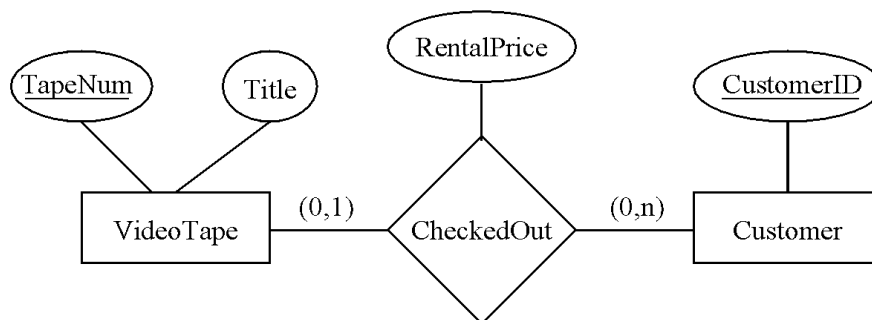 RentalPrice
TapeNum
Title
CustomerID
(0,1)
(0,n)
VideoTape
CheckedOut
Customer